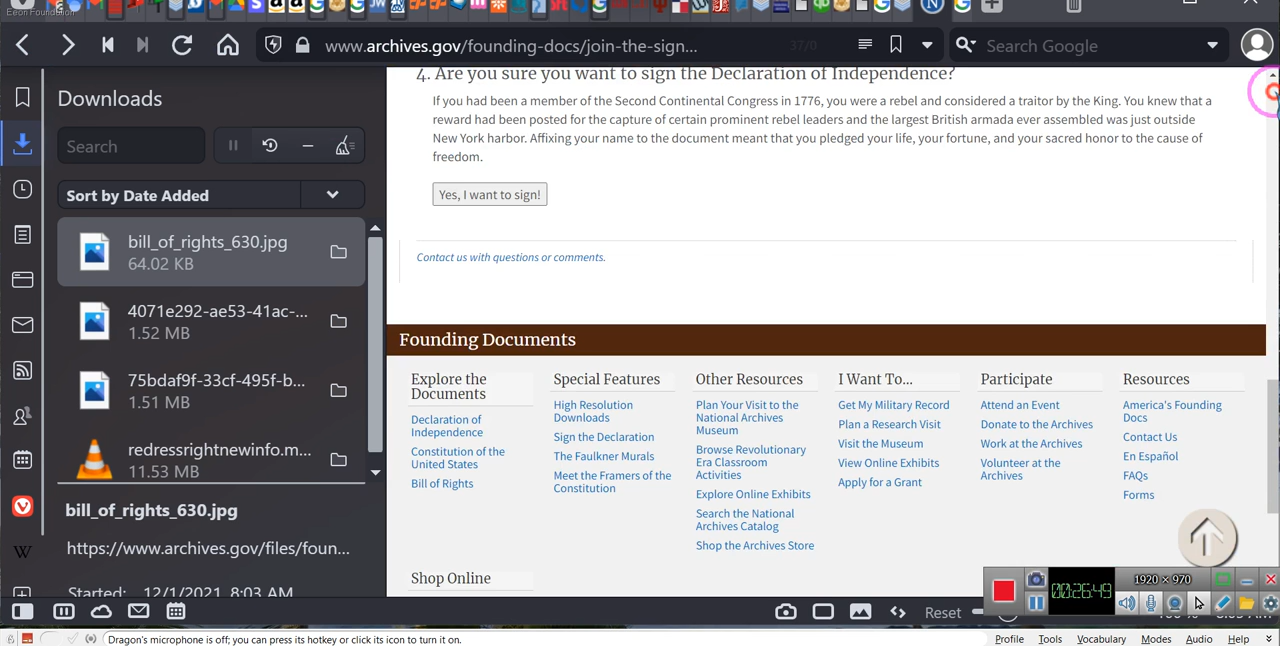 Eeon Foundation
www.archives.gov/founding-docs/join-the-sign...
37/0
Search Google
Downloads
Search
Sort by Date Added
bill_of_rights_630.jpg
64.02 KB
4071e292-ae53-41ac-...
1.52 MB
75bdaf9f-33cf-495f-b...
1.51 MB
redressrightnewinfo.m...
11.53 MB
bill_of_rights_630.jpg
https://www.archives.gov/files/foun...
Started: 12/1/2021, 8:03 AM
4. Are you sure you want to sign the Declaration of Independence?
If you had been a member of the Second Continental Congress in 1776, you were a rebel and considered a traitor by the King. You knew that a
reward had been posted for the capture of certain prominent rebel leaders and the largest British armada ever assembled was just outside
New York harbor. Affixing your name to the document meant that you pledged your life, your fortune, and your sacred honor to the cause of
freedom.
Yes, I want to sign!
Contact us with questions or comments.
Founding Documents
Explore the
Documents
Declaration of
Independence
Constitution of the
United States
Bill of Rights
Special Features
High Resolution
Downloads
Sign the Declaration
The Faulkner Murals
Meet the Framers of the
Constitution
Other Resources
Plan Your Visit to the
National Archives
Museum
Browse Revolutionary
Era Classroom
Activities
Explore Online Exhibits
Search the National
Archives Catalog
Shop the Archives Store
I Want To...
Get My Military Record
Plan a Research Visit
Visit the Museum
View Online Exhibits
Apply for a Grant
Participate
Attend an Event
Donate to the Archives
Work at the Archives
Volunteer at the
Archives
Resources
America's Founding
Docs
Contact Us
En Español
FAQs
Forms
Shop Online
00:26:49
1920 × 970
Reset
Dragon's microphone is off; you can press its hotkey or click its icon to turn it on.
Profile Tools Vocabulary Modes Audio Help